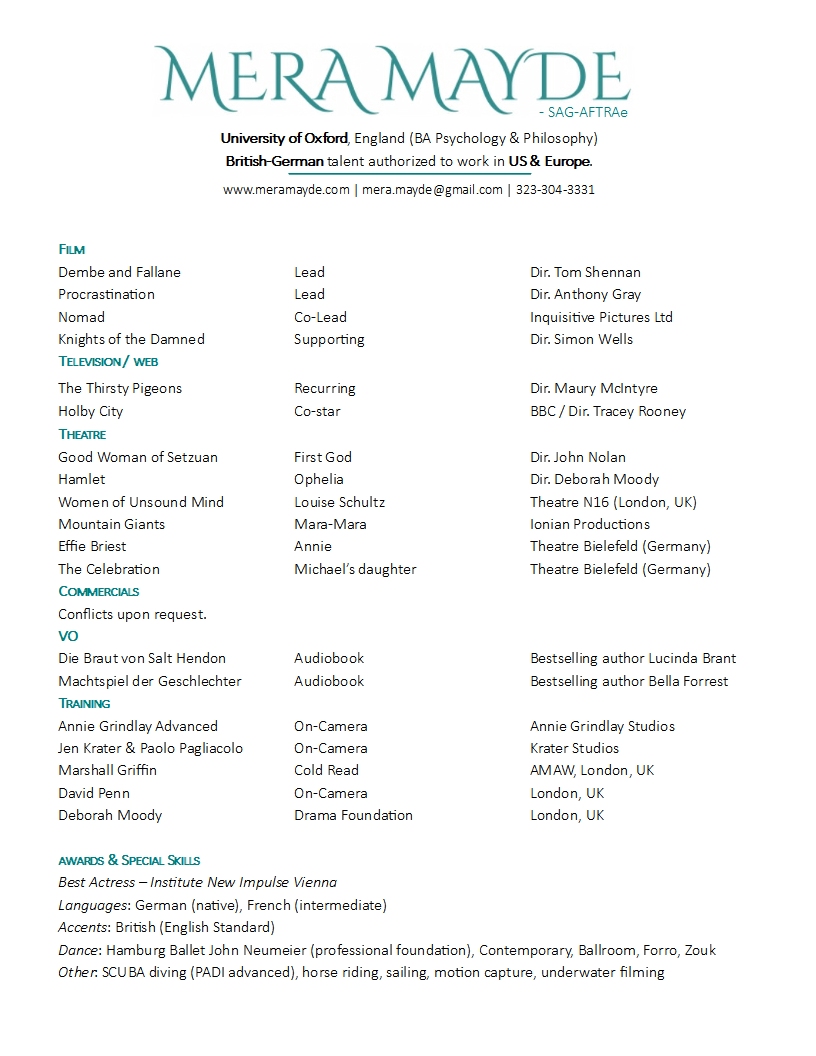 MERA MAYDE
- SAG-AFTRAe
University of Oxford, England (BA Psychology & Philosophy)
British-German talent authorized to work in US & Europe.
www.meramayde.com | mera.mayde@gmail.com | 323-304-3331
FILM
Dembe and Fallane Lead Dir. Tom Shennan
Procrastination Lead Dir. Anthony Gray
Nomad Co-Lead Inquisitive Pictures Ltd
Knights of the Damned Supporting Dir. Simon Wells
TELEVISION / WEB
The Thirsty Pigeons Recurring Dir. Maury McIntyre
Holby City Co-star BBC / Dir. Tracey Rooney
THEATRE
Good Woman of Setzuan First God Dir. John Nolan
Hamlet Ophelia Dir. Deborah Moody
Women of Unsound Mind Louise Schultz Theatre N16 (London, UK)
Mountain Giants Mara-Mara Ionian Productions
Effie Briest Annie Theatre Bielefeld (Germany)
The Celebration Michael's daughter Theatre Bielefeld (Germany)
COMMERCIALS
Conflicts upon request.
VO
Die Braut von Salt Hendon Audiobook Bestselling author Lucinda Brant
Machtspiel der Geschlechter Audiobook Bestselling author Bella Forrest
TRAINING
Annie Grindlay Advanced On-Camera Annie Grindlay Studios
Jen Krater & Paolo Pagliacolo On-Camera Krater Studios
Marshall Griffin Cold Read AMAW, London, UK
David Penn On-Camera London, UK
Deborah Moody Drama Foundation London, UK
AWARDS & SPECIAL SKILLS
Best Actress – Institute New Impulse Vienna
Languages: German (native), French (intermediate)
Accents: British (English Standard)
Dance: Hamburg Ballet John Neumeier (professional foundation), Contemporary, Ballroom, Forro, Zouk
Other: SCUBA diving (PADI advanced), horse riding, sailing, motion capture, underwater filming